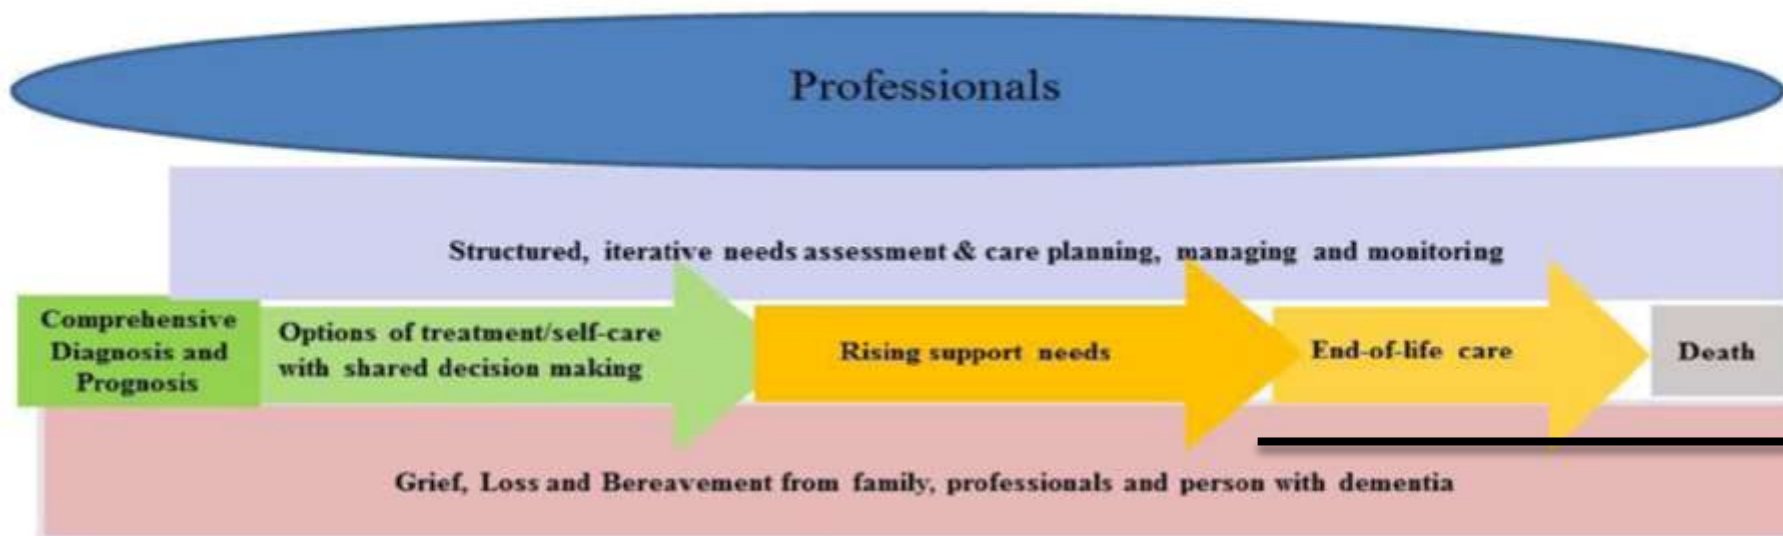 Professionals
Structured, iterative needs assessment & care planning, managing and monitoring
Comprehensive
Diagnosis and
Prognosis
Options of treatment/self-care
with shared decision making
Rising support needs
End-of-life care
Death
Grief, Loss and Bereavement from family, professionals and person with dementia